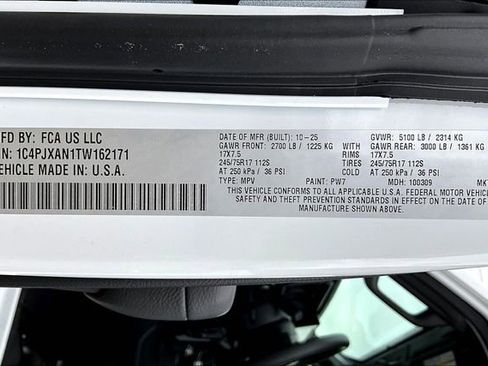 MFD BY: FCA US LLC
DATE OF MFR (BUILT): 10-25
GVWR: 5100 LB / 2314 KG
IN: 1C4PJXAN1TW162171
GAWR FRONT: 2700 LB / 1225 KG WITH
GAWR REAR: 3000 LB / 1361 KG
17X7.5 RIMS 17X7.5
VEHICLE MADE IN: U.S.A.
245/75R17 112S TIRES 245/75R17 112S
AT 250 kPa / 36 PSI COLD AT 250 kPa / 36 PSI
TYPE: MPV PAINT: PW7 MDH: 100309 MK
THIS VEHICLE CONFORMS TO ALL APPLICABLE U.S.A. FEDERAL MOTOR VEHIC
SAFETY AND THEFT PREVENTION STANDARDS IN EFFECT ON THE DATE OF
MANUFACTURE SHOWN ABOVE.